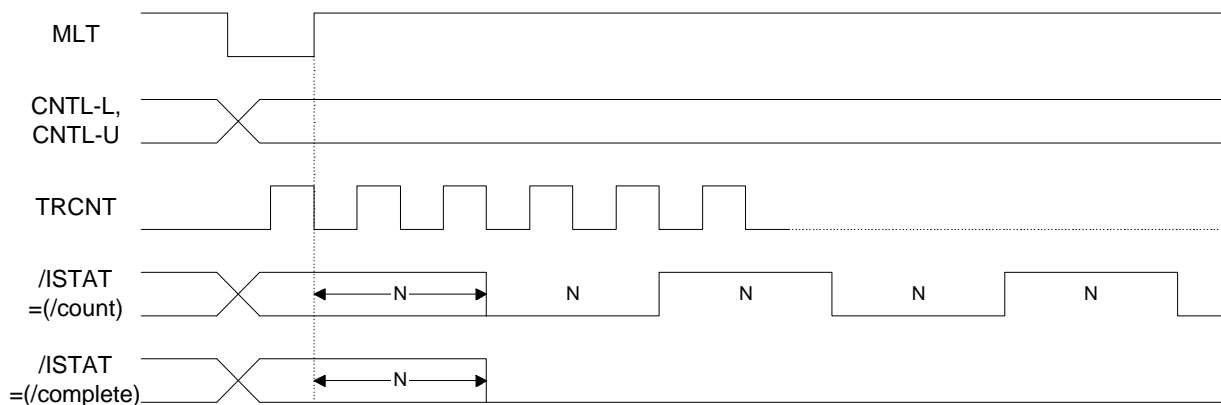 MLT
CNTL-L,
CNTL-U
TRCNT
/ISTAT
=(/count)
N
N
N
N
N
/ISTAT
=(/complete)
N